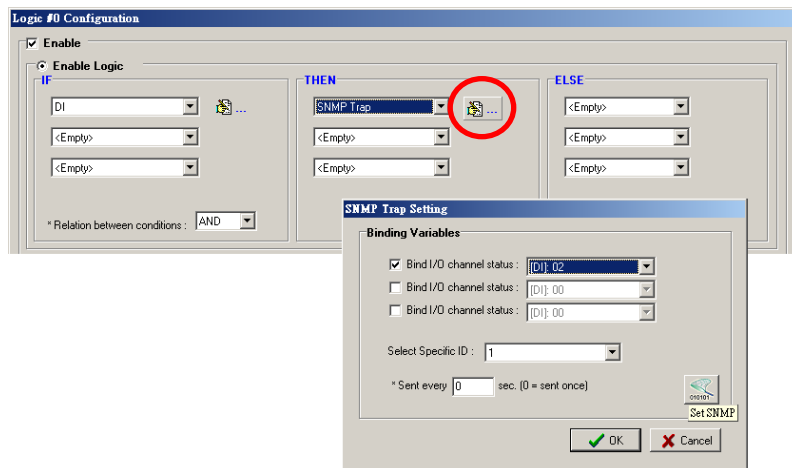 Logic #0 Configuration
Enable
Enable Logic
IF
THEN
ELSE
DI
...
SNMP Trap
...
<Empty>
<Empty>
<Empty>
<Empty>
<Empty>
<Empty>
<Empty>
* Relation between conditions :
AND
SNMP Trap Setting
Binding Variables
Bind I/O channel status :
[DI]: 02
Bind I/O channel status :
[DI]: 00
Bind I/O channel status :
[DI]: 00
Select Specific ID :
1
* Sent every
0
sec. (0 = sent once)
010101
Set SNMP
OK
Cancel